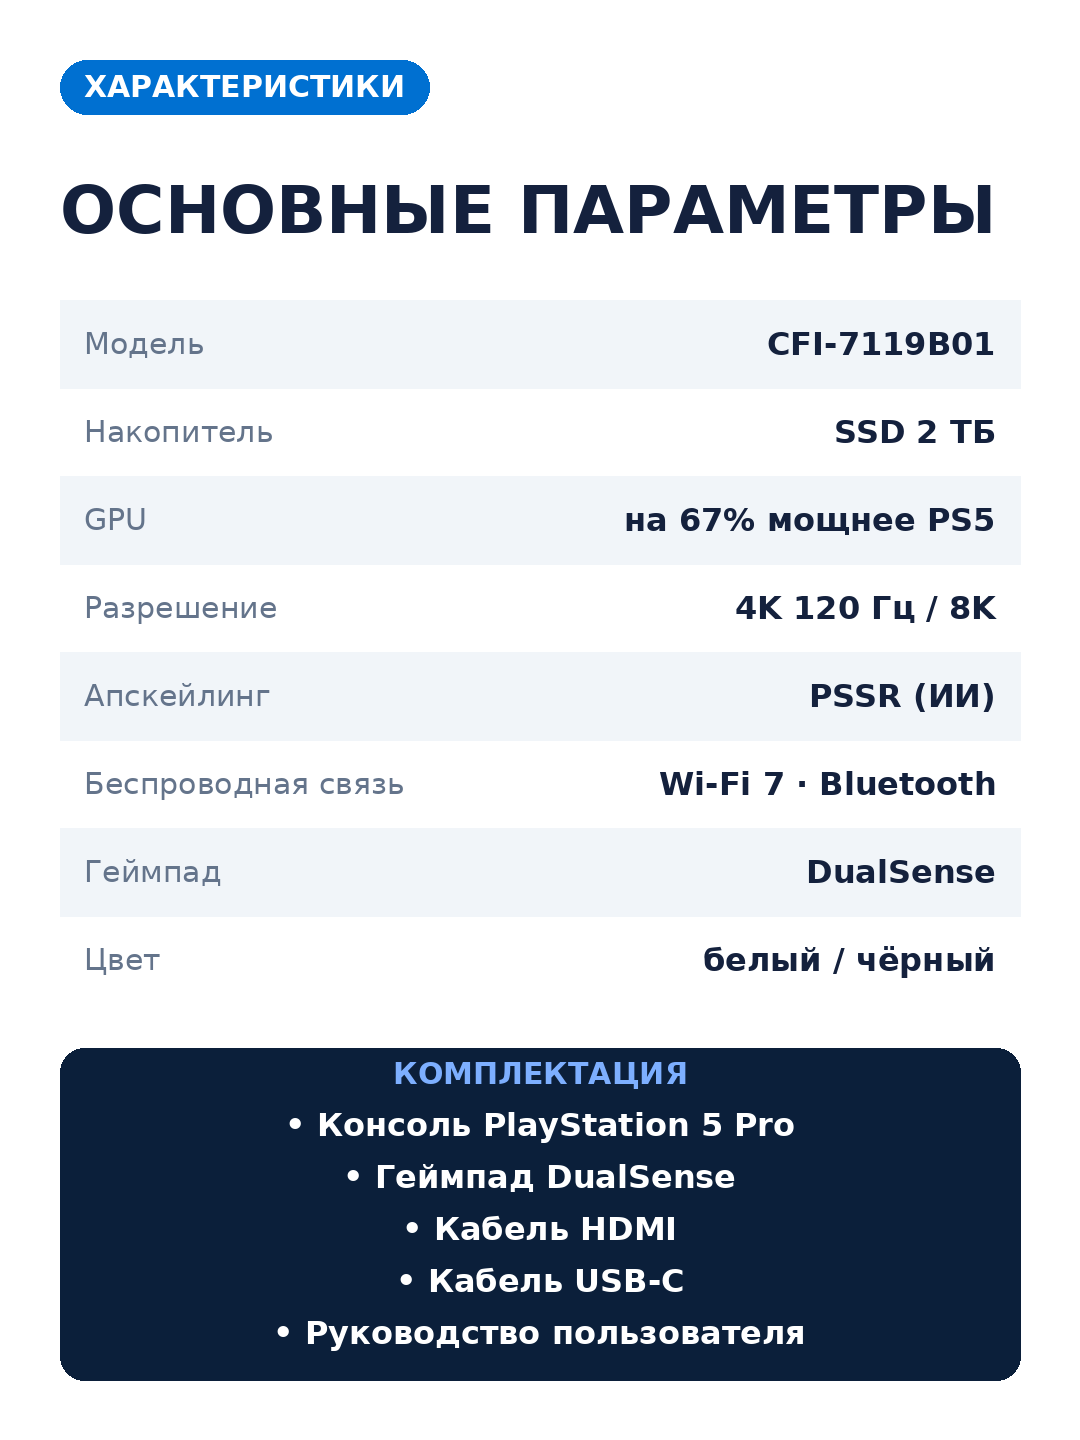 ХАРАКТЕРИСТИКИ
ОСНОВНЫЕ ПАРАМЕТРЫ
Модель CFI-7119B01
Накопитель SSD 2 ТБ
GPU на 67% мощнее PS5
Разрешение 4K 120 Гц / 8K
Апскейлинг PSSR (ИИ)
Беспроводная связь Wi-Fi 7 · Bluetooth
Геймпад DualSense
Цвет белый / чёрный
КОМПЛЕКТАЦИЯ
• Консоль PlayStation 5 Pro
• Геймпад DualSense
• Кабель HDMI
• Кабель USB-C
• Руководство пользователя